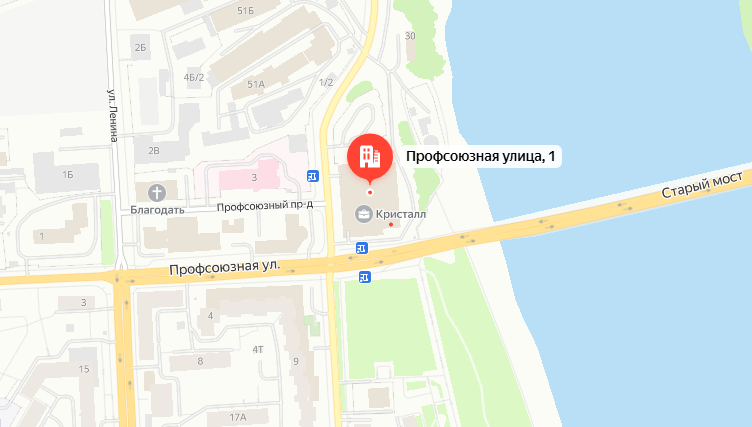 51Б
30
2Б
4Б/2
51А
1/2
ул. Ленина
2В
Профсоюзная улица, 1
1Б
3
Старый мост
Благодать
Профсоюзный пр-д
Кристалл
1
Профсоюзная ул.
3
4
4Т
8
9
15
17А